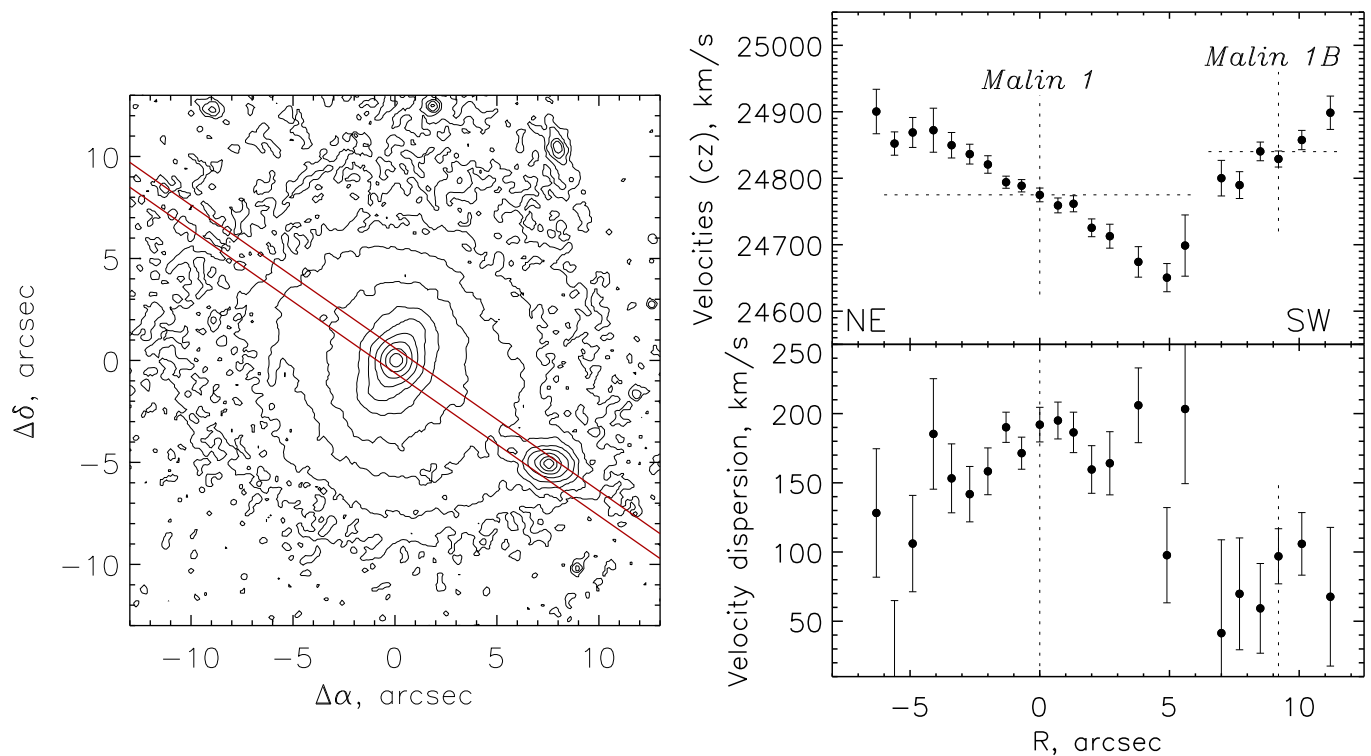 10
5
0
−5
−10
Δδ, arcsec
−10 −5 0 5 10
Δα, arcsec
25000
24900
24800
24700
24600
Velocities (cz), km/s
Malin 1
Malin 1B
NE
SW
250
200
150
100
50
Velocity dispersion, km/s
−5 0 5 10
R, arcsec